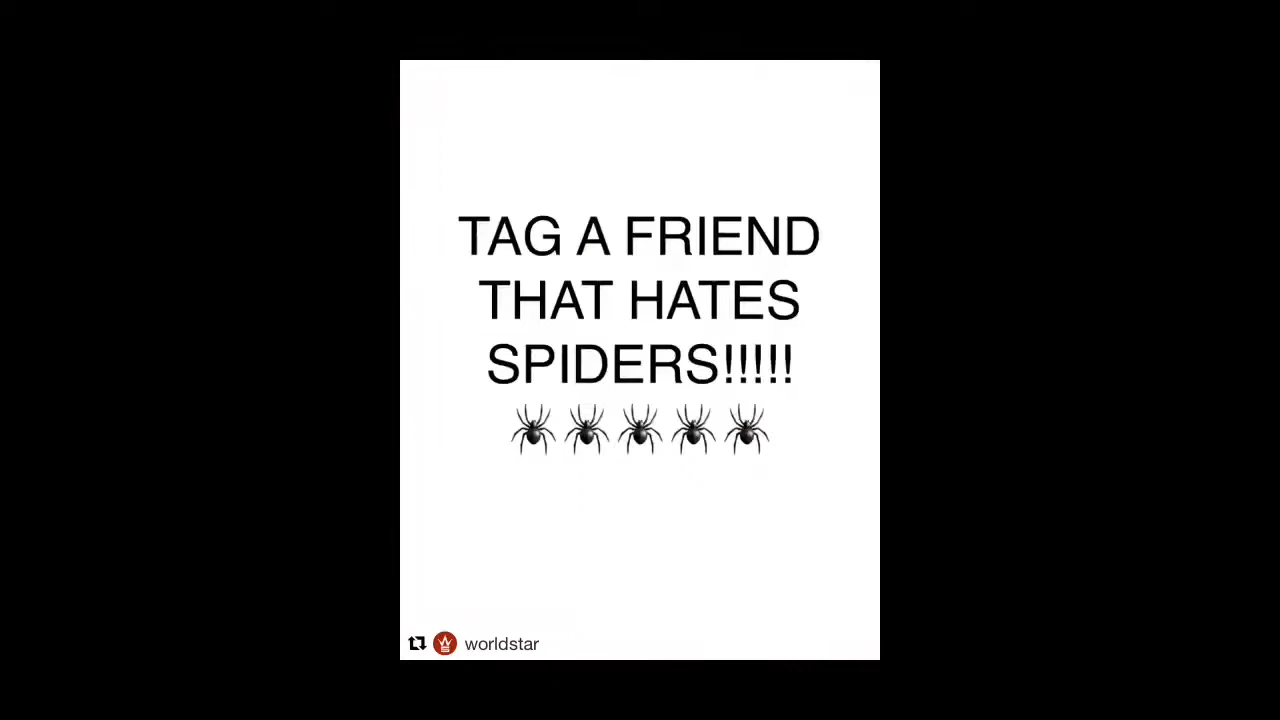 TAG A FRIEND
THAT HATES
SPIDERS!!!!!
🕷🕷🕷🕷🕷
worldstar